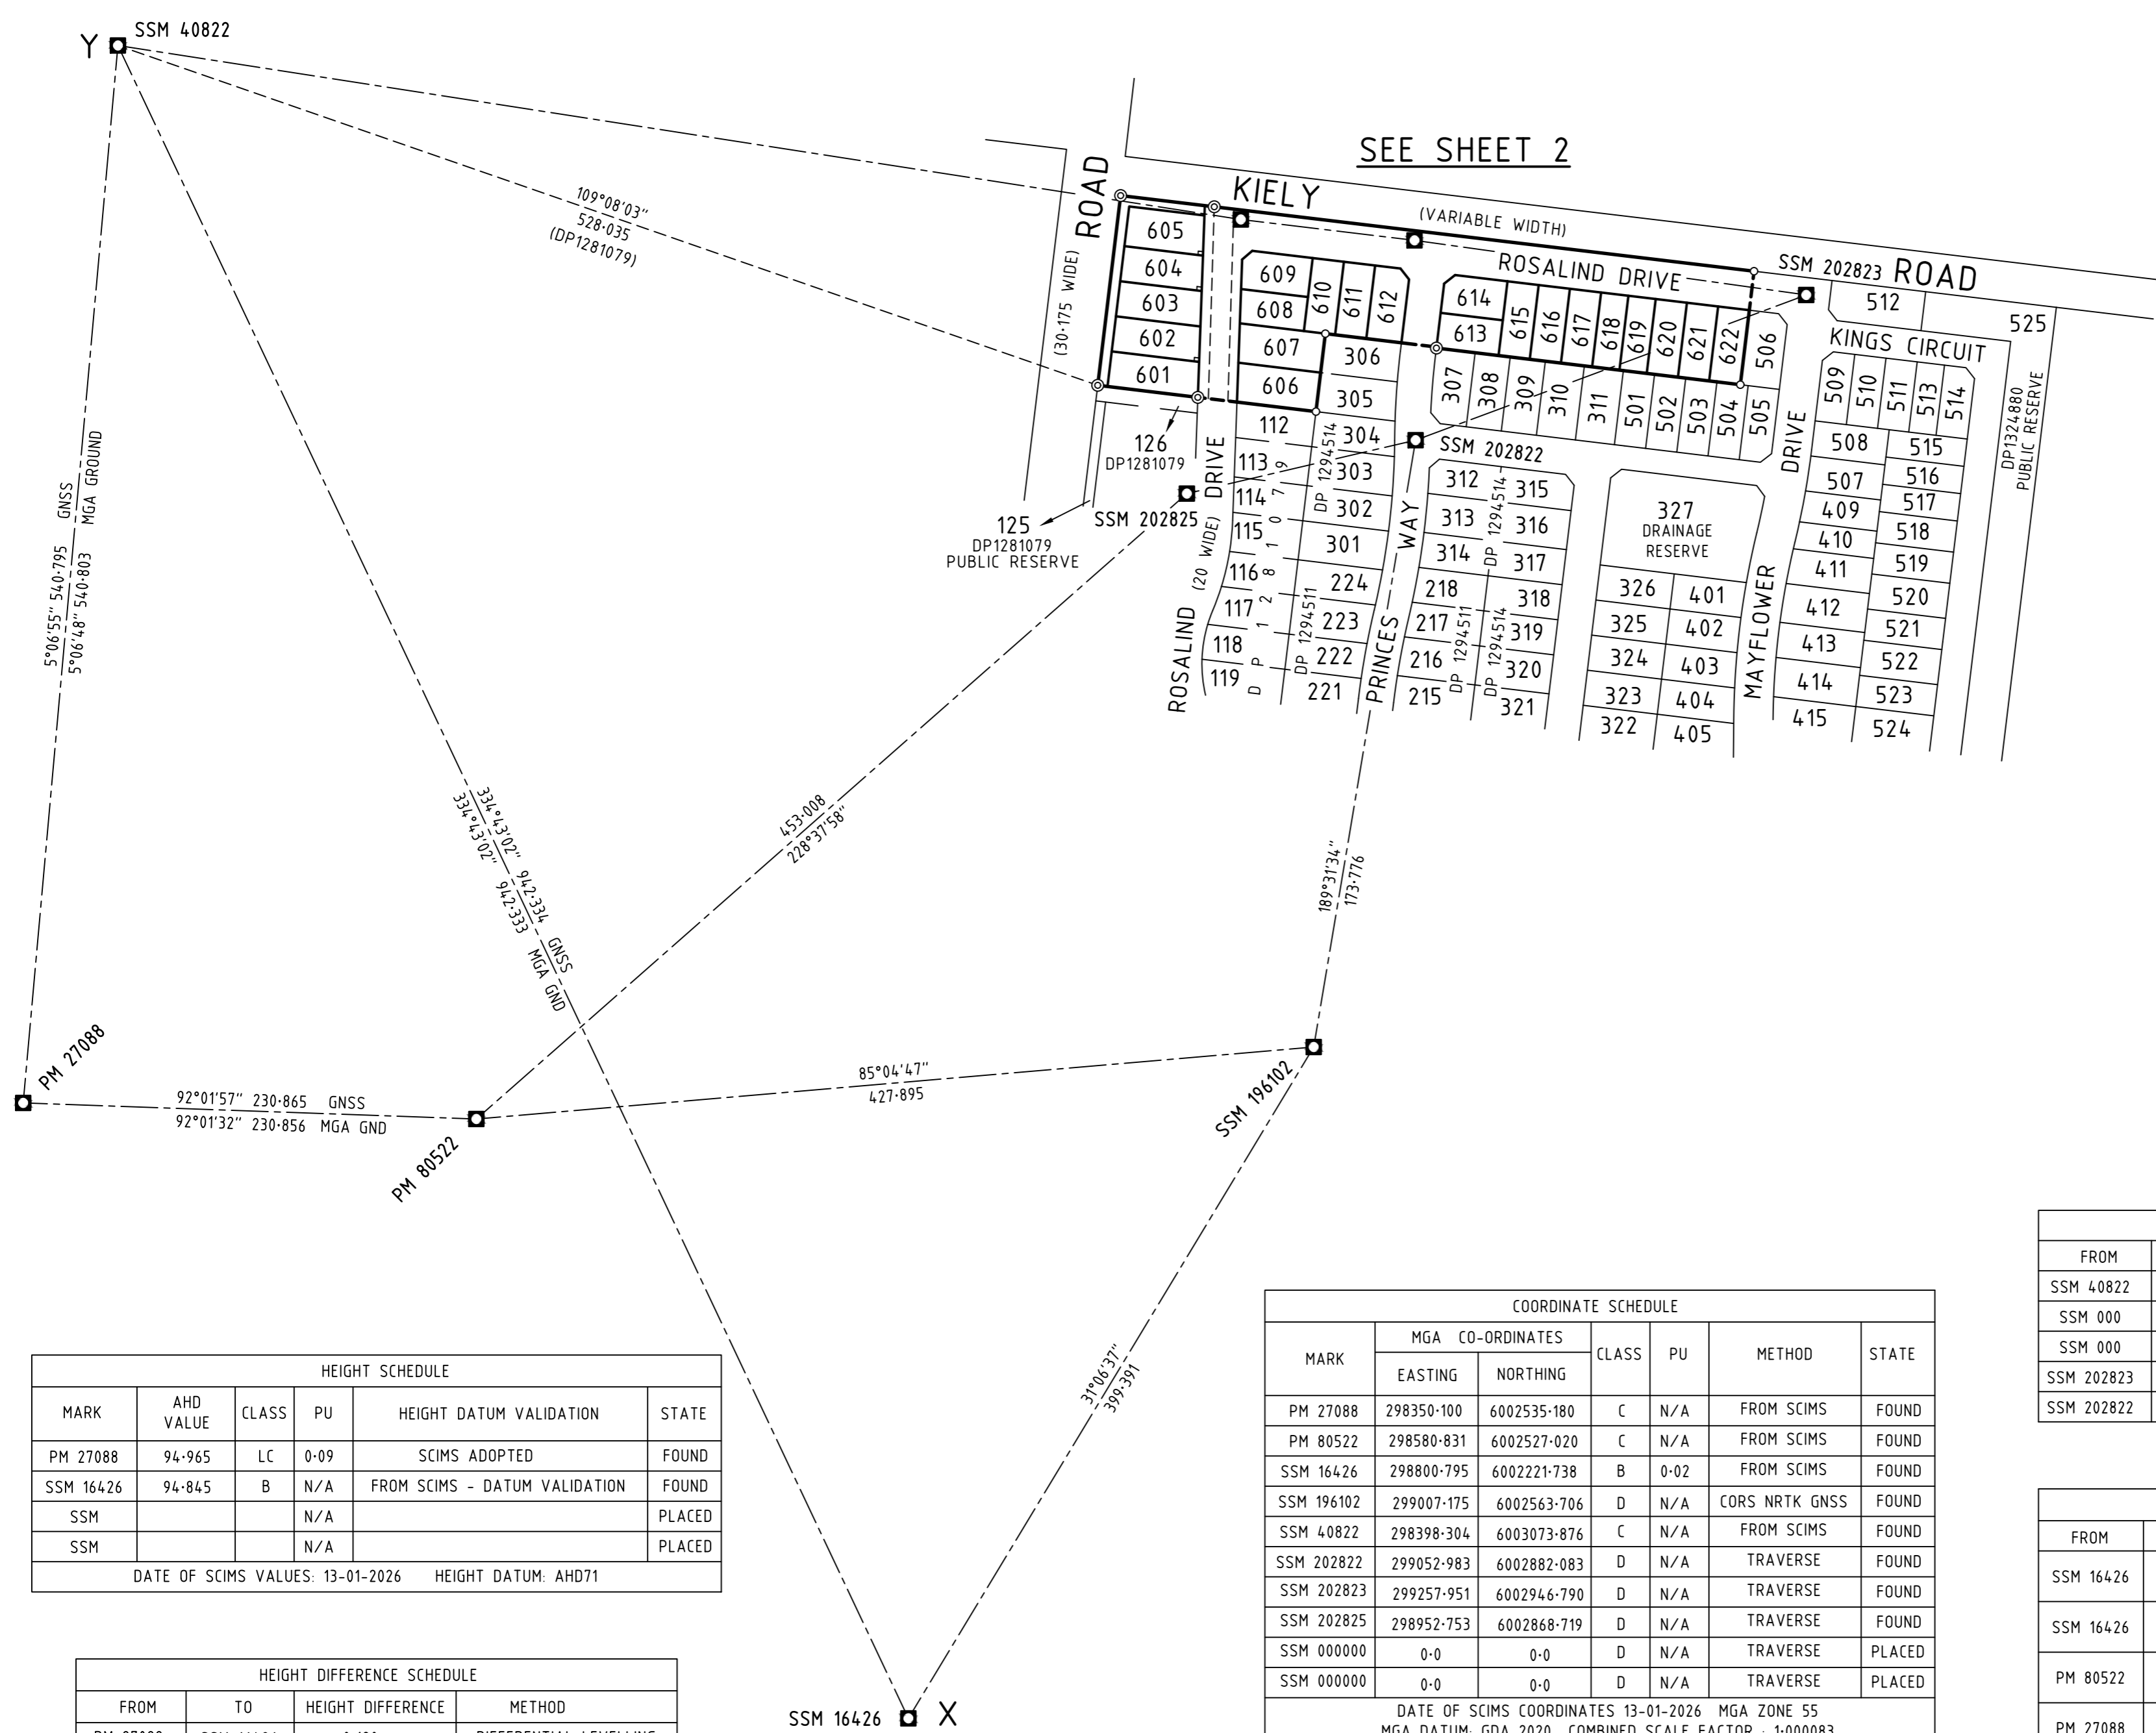 Y
SSM 40822
SEE SHEET 2
109°08'03"
528·035
(DP1281079)
ROAD
(30·175 WIDE)
KIELY
(VARIABLE WIDTH)
ROAD
ROSALIND DRIVE
SSM 202823
605
604
603
602
601
609
608
607
606
610
611
612
614
613
615
616
617
618
619
620
621
622
506
512
525
KINGS CIRCUIT
509
510
511
513
514
DP1324880
PUBLIC RESERVE
306
305
304
303
302
301
224
223
222
221
307
308
309
310
311
501
502
503
504
505
DRIVE
508
507
409
410
411
412
413
414
415
515
516
517
518
519
520
521
522
523
524
126
DP1281079
125
DP1281079
PUBLIC RESERVE
SSM 202825
SSM 202822
112
113
114
115
116
117
118
119
DP 1281079
DP 1294514
DP 1294511
ROSALIND (20 WIDE) DRIVE
PRINCES WAY
312
313
314
218
217
216
215
DP 1294514
DP 1294511
DP 1294514
315
316
317
318
319
320
321
327
DRAINAGE
RESERVE
326
325
324
323
322
401
402
403
404
405
MAYFLOWER
5°06'55" 540·795 GNSS
5°06'48" 540·803 MGA GROUND
334°43'02" 942·334 GNSS
334°43'02" 942·333 MGA GND
453·008
228°37'58"
189°31'34"
173·776
PM 27088
92°01'57" 230·865 GNSS
92°01'32" 230·856 MGA GND
PM 80522
85°04'47"
427·895
SSM 196102
31°06'37"
399·391
SSM 16426 X
HEIGHT SCHEDULE
MARK AHD VALUE CLASS PU HEIGHT DATUM VALIDATION STATE
PM 27088 94·965 LC 0·09 SCIMS ADOPTED FOUND
SSM 16426 94·845 B N/A FROM SCIMS - DATUM VALIDATION FOUND
SSM N/A PLACED
SSM N/A PLACED
DATE OF SCIMS VALUES: 13-01-2026 HEIGHT DATUM: AHD71
HEIGHT DIFFERENCE SCHEDULE
FROM TO HEIGHT DIFFERENCE METHOD
COORDINATE SCHEDULE
MARK MGA CO-ORDINATES CLASS PU METHOD STATE
EASTING NORTHING
PM 27088 298350·100 6002535·180 C N/A FROM SCIMS FOUND
PM 80522 298580·831 6002527·020 C N/A FROM SCIMS FOUND
SSM 16426 298800·795 6002221·738 B 0·02 FROM SCIMS FOUND
SSM 196102 299007·175 6002563·706 D N/A CORS NRTK GNSS FOUND
SSM 40822 298398·304 6003073·876 C N/A FROM SCIMS FOUND
SSM 202822 299052·983 6002882·083 D N/A TRAVERSE FOUND
SSM 202823 299257·951 6002946·790 D N/A TRAVERSE FOUND
SSM 202825 298952·753 6002868·719 D N/A TRAVERSE FOUND
SSM 000000 0·0 0·0 D N/A TRAVERSE PLACED
SSM 000000 0·0 0·0 D N/A TRAVERSE PLACED
DATE OF SCIMS COORDINATES 13-01-2026 MGA ZONE 55
MGA DATUM: GDA 2020 COMBINED SCALE FACTOR : 1·000083
FROM
SSM 40822
SSM 000
SSM 000
SSM 202823
SSM 202822
FROM
SSM 16426
SSM 16426
PM 80522
PM 27088